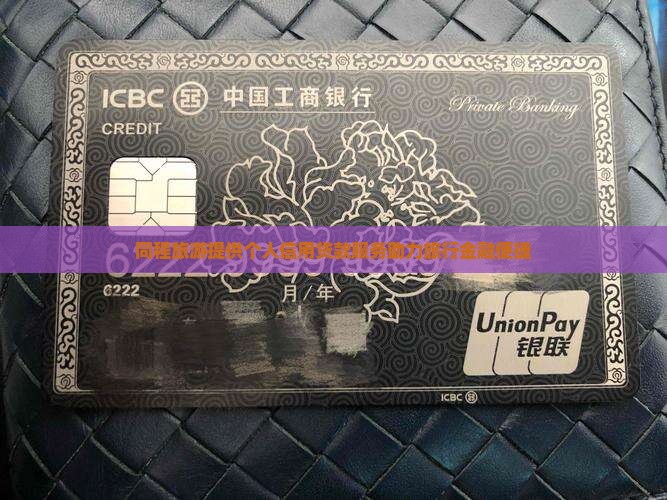 ICBC 中国工商银行
Private Banking
CREDIT
同程旅游提供个人信用贷款服务助力旅行金融便捷
6222
6222
月/年
UnionPay
银联
ICBC